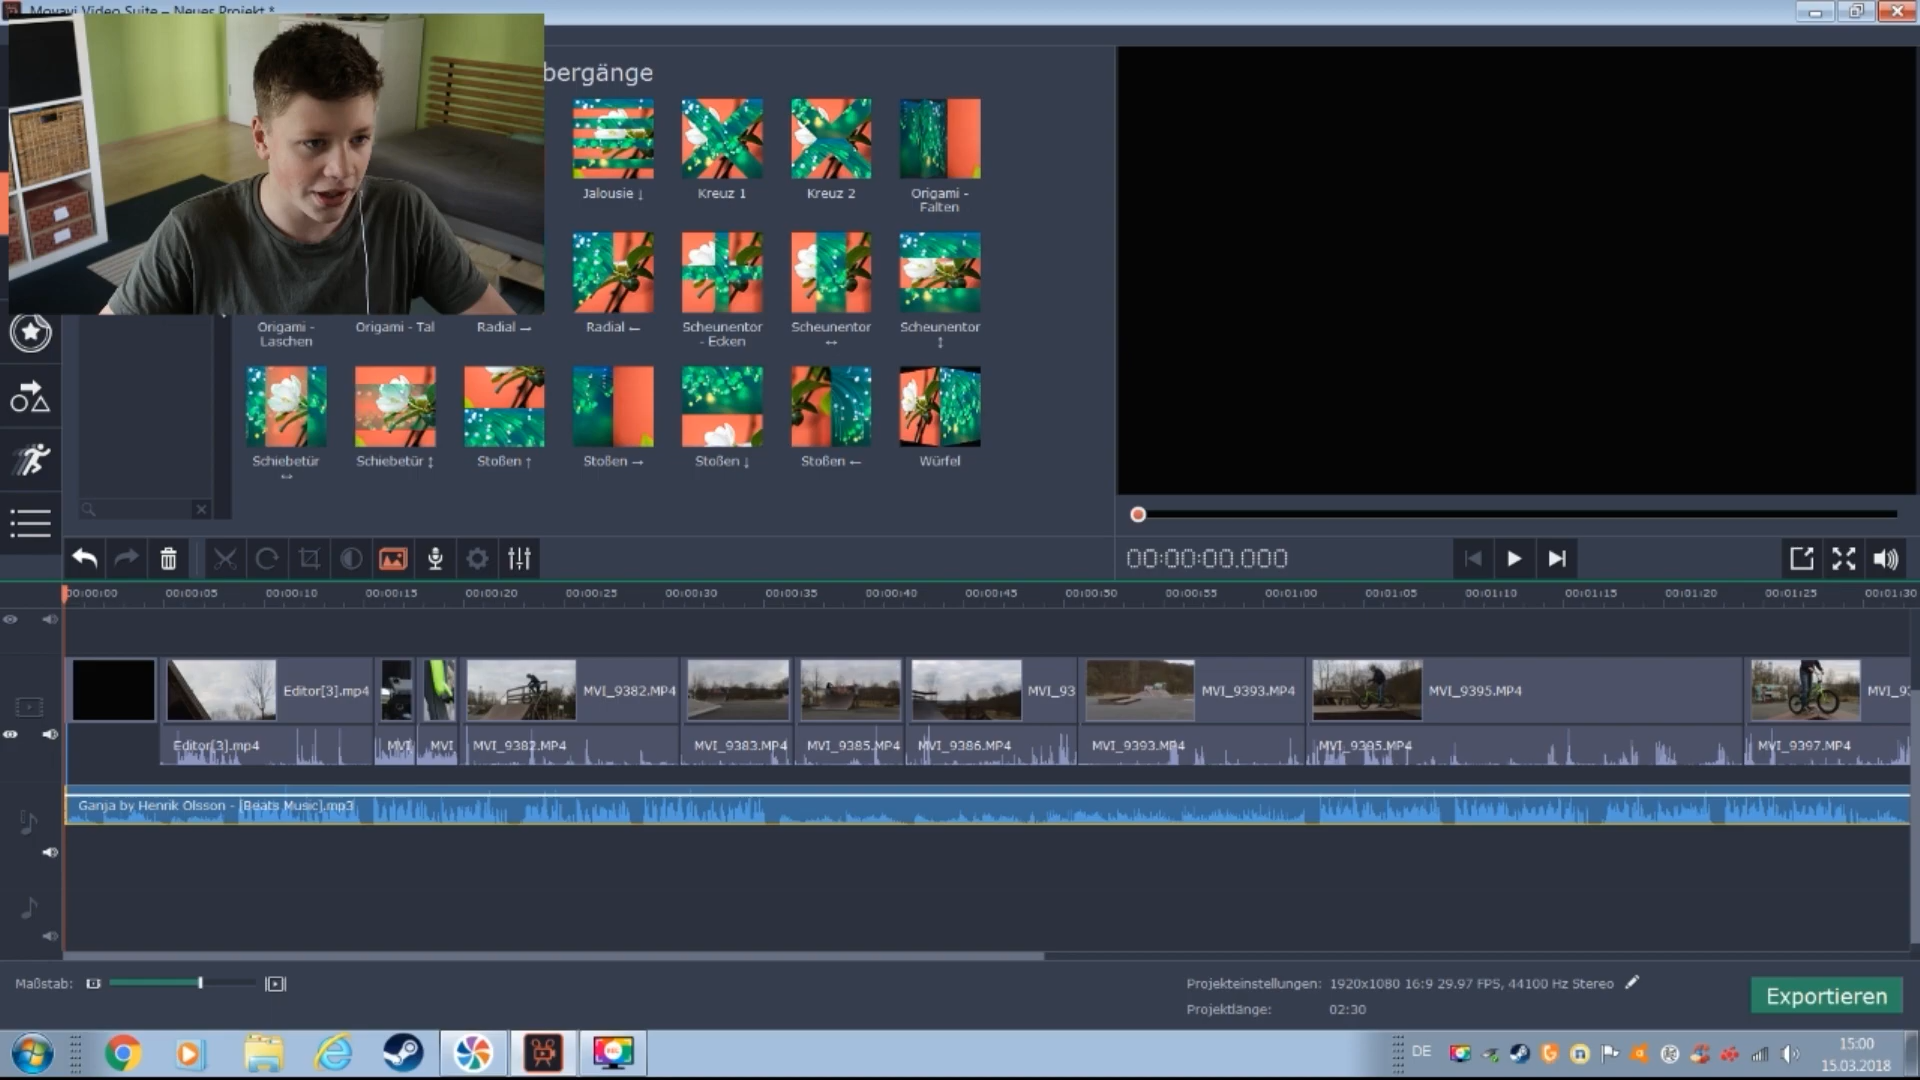 Movavi Video Suite – Neues Projekt *
bergänge
Jalousie ↓
Kreuz 1
Kreuz 2
Origami -
Falten
Origami -
Laschen
Origami - Tal
Radial →
Radial ←
Scheunentor
- Ecken
Scheunentor
↔
Scheunentor
↕
Schiebetür
↔
Schiebetür ↕
Stoßen ↑
Stoßen →
Stoßen ↓
Stoßen ←
Würfel
00:00:00.000
00:00:00
00:00:05
00:00:10
00:00:15
00:00:20
00:00:25
00:00:30
00:00:35
00:00:40
00:00:45
00:00:50
00:00:55
00:01:00
00:01:05
00:01:10
00:01:15
00:01:20
00:01:25
00:01:30
Editor[3].mp4
MVI_9382.MP4
MVI_93
MVI_9393.MP4
MVI_9395.MP4
Editor[3].mp4
MVI
MVI
MVI_9382.MP4
MVI_9383.MP4
MVI_9385.MP4
MVI_9386.MP4
MVI_9393.MP4
MVI_9395.MP4
MVI_9397.MP4
Ganja by Henrik Olsson - [Beats Music].mp3
Maßstab:
Projekteinstellungen: 1920x1080 16:9 29.97 FPS, 44100 Hz Stereo
Projektlänge: 02:30
Exportieren
DE
15:00
15.03.2018